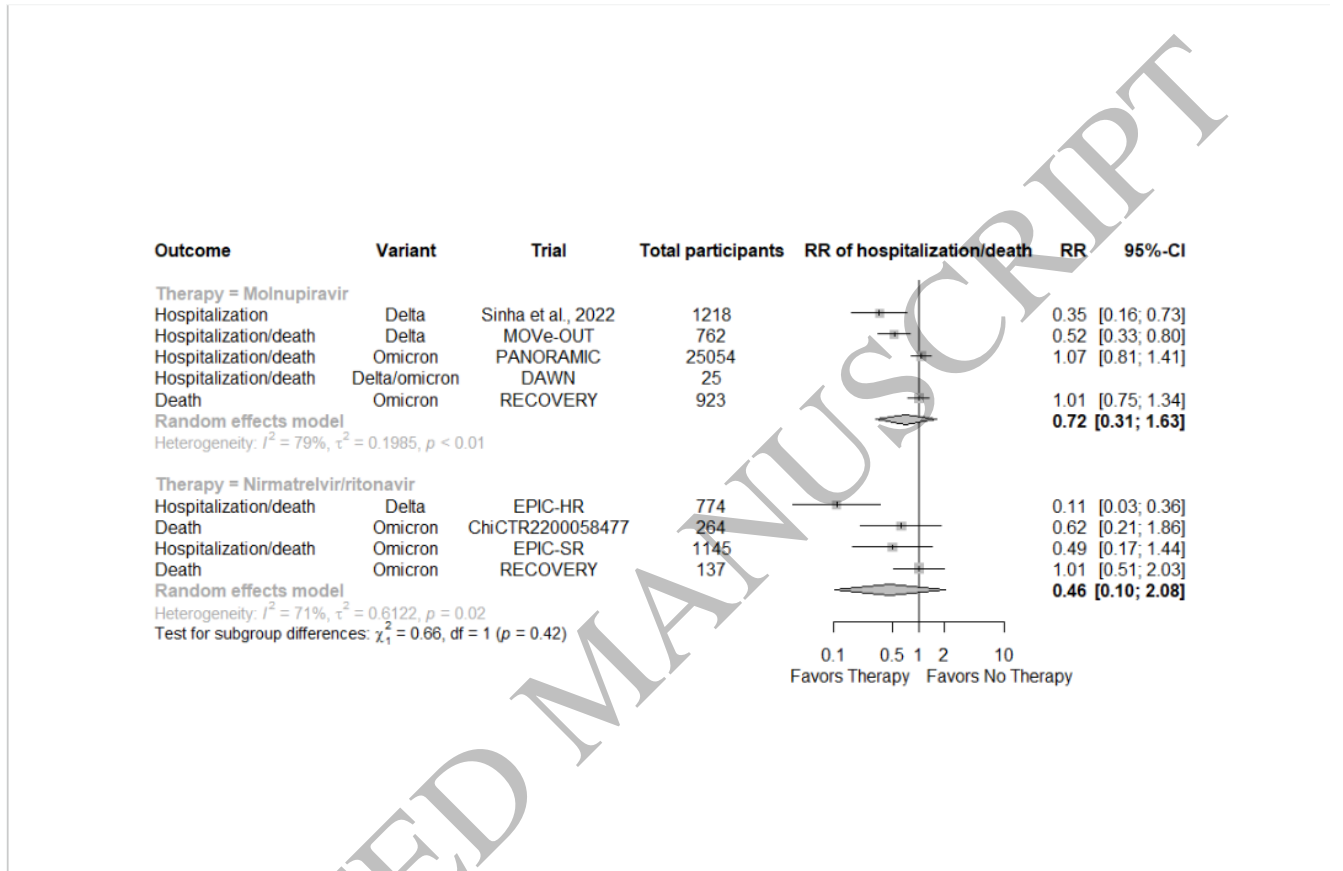 Outcome Variant Trial Total participants RR of hospitalization/death RR 95%-CI
Therapy = Molnupiravir
Hospitalization Delta Sinha et al., 2022 1218 0.35 [0.16; 0.73]
Hospitalization/death Delta MOVe-OUT 762 0.52 [0.33; 0.80]
Hospitalization/death Omicron PANORAMIC 25054 1.07 [0.81; 1.41]
Hospitalization/death Delta/omicron DAWN 25
Death Omicron RECOVERY 923 1.01 [0.75; 1.34]
Random effects model 0.72 [0.31; 1.63]
Heterogeneity: I² = 79%, τ² = 0.1985, p < 0.01
Therapy = Nirmatrelvir/ritonavir
Hospitalization/death Delta EPIC-HR 774 0.11 [0.03; 0.36]
Death Omicron ChiCTR2200058477 264 0.62 [0.21; 1.86]
Hospitalization/death Omicron EPIC-SR 1145 0.49 [0.17; 1.44]
Death Omicron RECOVERY 137 1.01 [0.51; 2.03]
Random effects model 0.46 [0.10; 2.08]
Heterogeneity: I² = 71%, τ² = 0.6122, p = 0.02
Test for subgroup differences: χ²₁ = 0.66, df = 1 (p = 0.42)
0.1 0.5 1 2 10
Favors Therapy Favors No Therapy
ED MANUSCRIPT